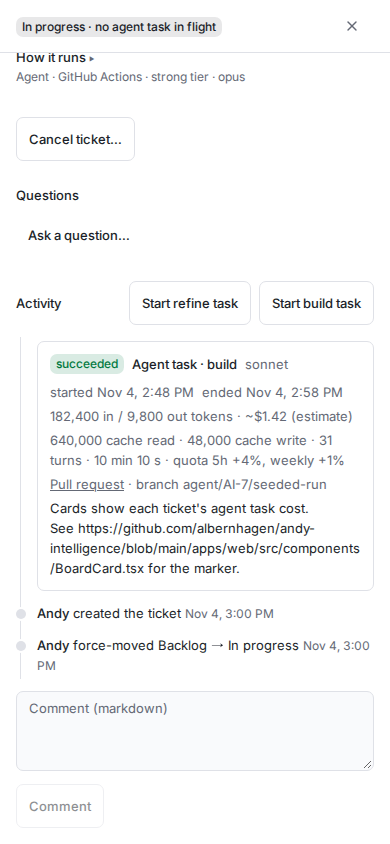 In progress · no agent task in flight
How it runs ▸
Agent · GitHub Actions · strong tier · opus
Cancel ticket...
Questions
Ask a question...
Activity
Start refine task
Start build task
succeeded Agent task · build sonnet
started Nov 4, 2:48 PM ended Nov 4, 2:58 PM
182,400 in / 9,800 out tokens · ~$1.42 (estimate)
640,000 cache read · 48,000 cache write · 31
turns · 10 min 10 s · quota 5h +4%, weekly +1%
Pull request · branch agent/AI-7/seeded-run
Cards show each ticket's agent task cost.
See https://github.com/albernhagen/andy-
intelligence/blob/main/apps/web/src/components
/BoardCard.tsx for the marker.
Andy created the ticket Nov 4, 3:00 PM
Andy force-moved Backlog → In progress Nov 4, 3:00
PM
Comment (markdown)
Comment